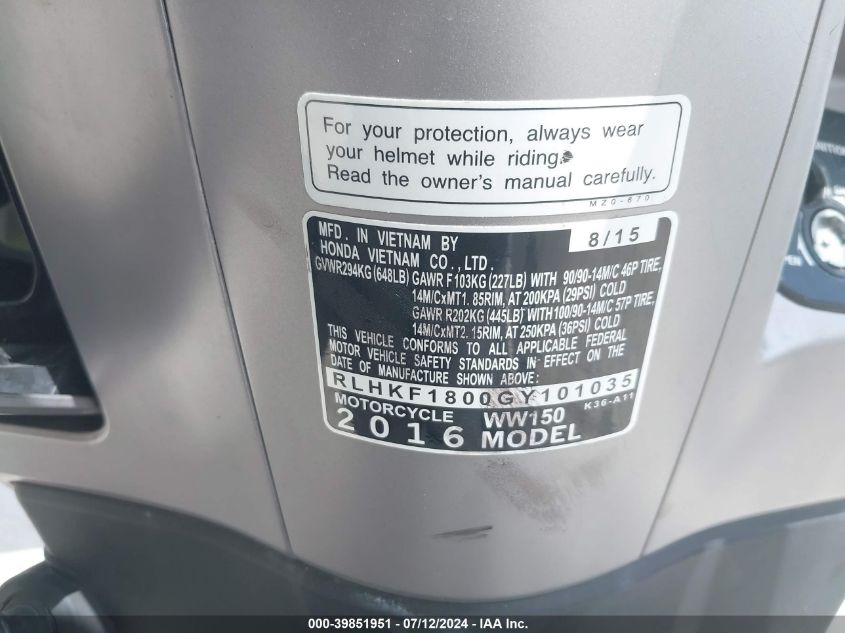 For your protection, always wear
your helmet while riding.
Read the owner's manual carefully.
MZ0-670
MFD. IN VIETNAM BY 8/15
HONDA VIETNAM CO.,LTD.
GVWR294KG (648LB) GAWR F 103KG (227LB) WITH 90/90-14M/C 46P TIRE,
14M/CxMT1. 85RIM, AT 200KPA (29PSI) COLD
GAWR R202KG (445LB) WITH 100/90-14M/C 57P TIRE,
14M/CxMT2. 15RIM, AT 250KPA (36PSI) COLD
THIS VEHICLE CONFORMS TO ALL APPLICABLE FEDERAL
MOTOR VEHICLE SAFETY STANDARDS IN EFFECT ON THE
DATE OF MANUFACTURE SHOWN ABOVE:
RLHKF1800GY101035
MOTORCYCLE WW150 K36-A11
2016 MODEL
000-39851951 - 07/12/2024 - IAA Inc.